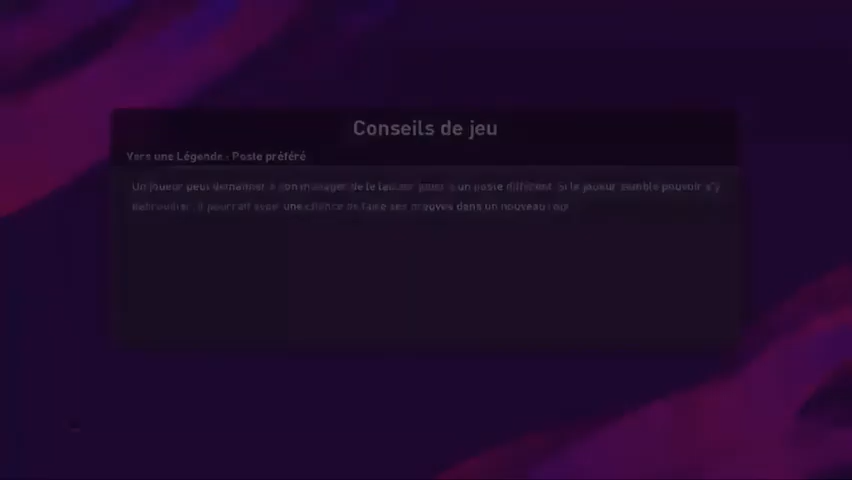 Conseils de jeu
Vers une Légende - Poste préféré
Un joueur peut demander à son manager de le laisser jouer à un poste différent. Si le joueur semble pouvoir s'y
il pourrait avoir une chance de faire ses preuves dans un nouveau rôle.